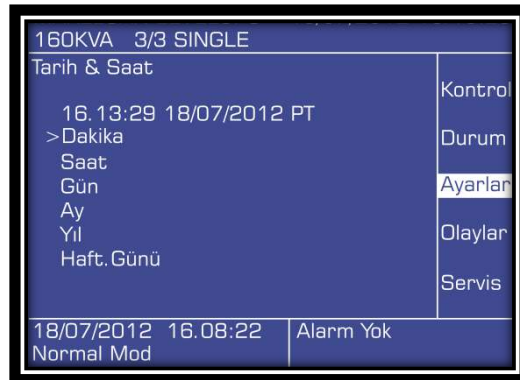 160KVA 3/3 SINGLE
Tarih & Saat
16.13:29 18/07/2012 PT
>Dakika
Saat
Gün
Ay
Yıl
Haft.Günü
Kontrol
Durum
Ayarlar
Olaylar
Servis
18/07/2012 16.08:22
Normal Mod
Alarm Yok